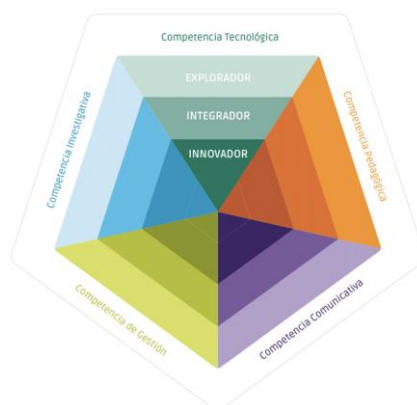 Competencia Tecnológica
EXPLORADOR
INTEGRADOR
INNOVADOR
Competencia Investigativa
Competencia Pedagógica
Competencia de Gestión
Competencia Comunicativa